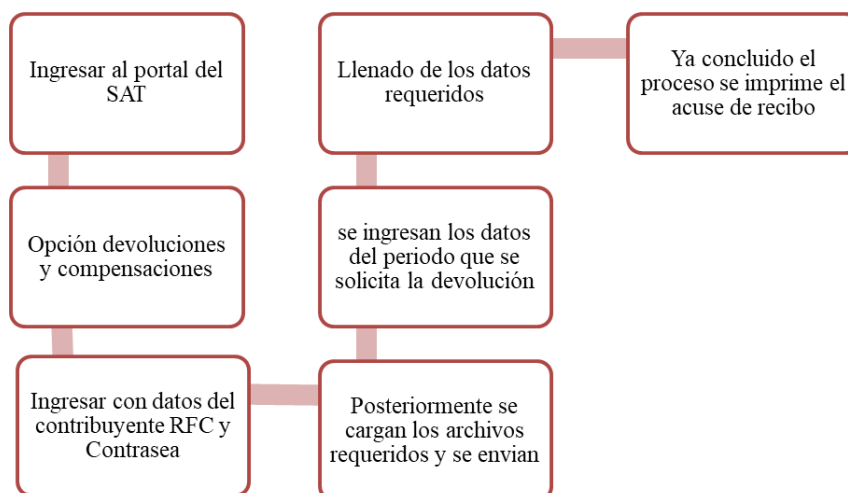 Ingresar al portal del
SAT
Opción devoluciones
y compensaciones
Ingresar con datos del
contribuyente RFC y
Contrasea
Posteriormente se
cargan los archivos
requeridos y se envian
se ingresan los datos
del periodo que se
solicita la devolución
Llenado de los datos
requeridos
Ya concluido el
proceso se imprime el
acuse de recibo